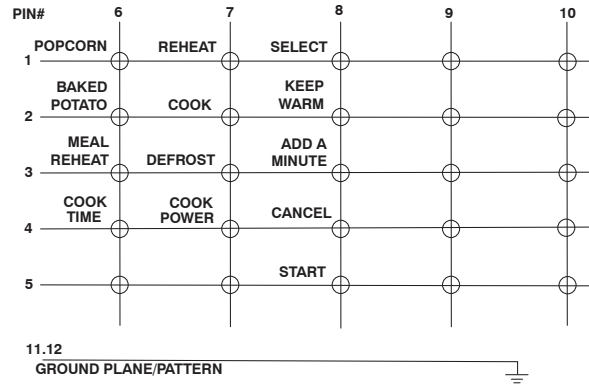 PIN# 6 7 8 9 10
POPCORN REHEAT SELECT
1
BAKED KEEP
POTATO COOK WARM
2
MEAL ADD A
REHEAT DEFROST MINUTE
3
COOK COOK
TIME POWER CANCEL
4
START
5
11.12
GROUND PLANE/PATTERN